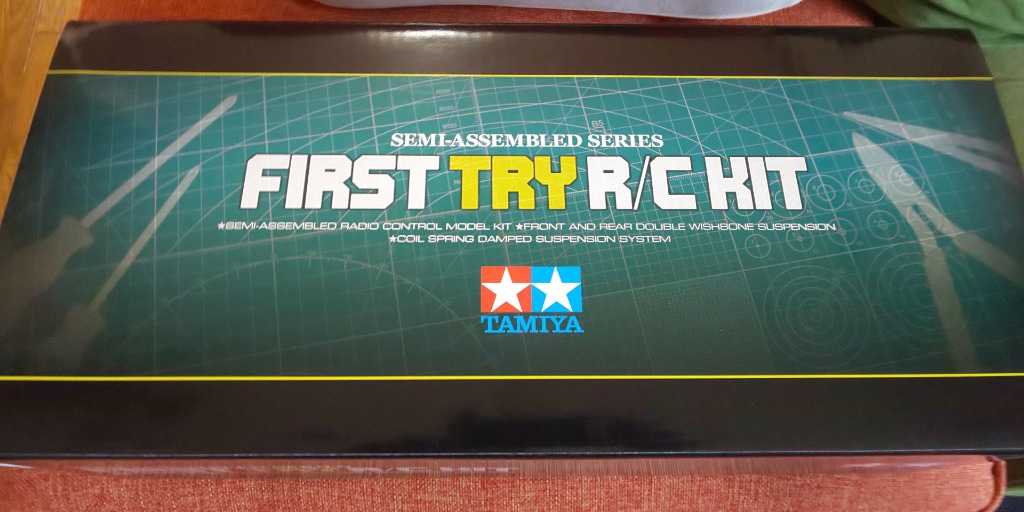 SEMI-ASSEMBLED SERIES
FIRST TRY R/C KIT
★SEMI-ASSEMBLED RADIO CONTROL MODEL KIT ★FRONT AND REAR DOUBLE WISHBONE SUSPENSION
★COIL SPRING DAMPED SUSPENSION SYSTEM
TAMIYA